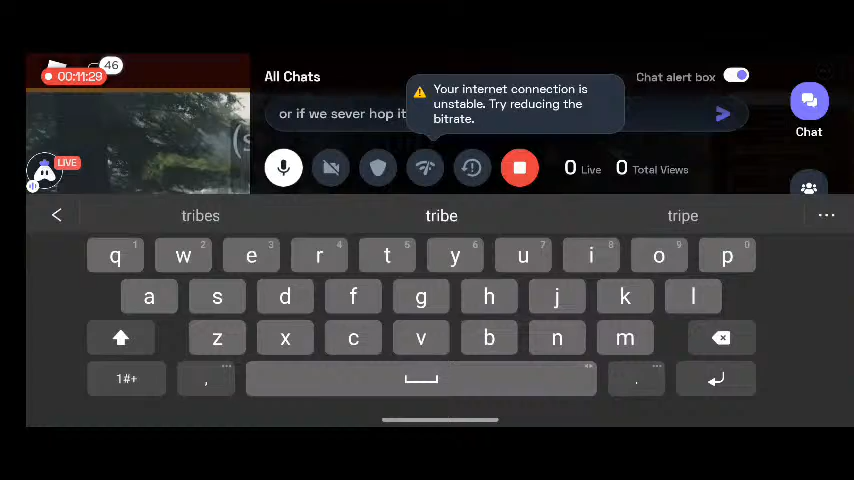 46
00:11:29
All Chats
Chat alert box
Your internet connection is
unstable. Try reducing the
bitrate.
or if we sever hop it
(s
Chat
LIVE
0 Live 0 Total Views
tribes tribe tripe
q 1 w 2 e 3 r 4 t 5 y 6 u 7 i 8 o 9 p 0
a s d f g h j k l
z x c v b n m
1#+ , .